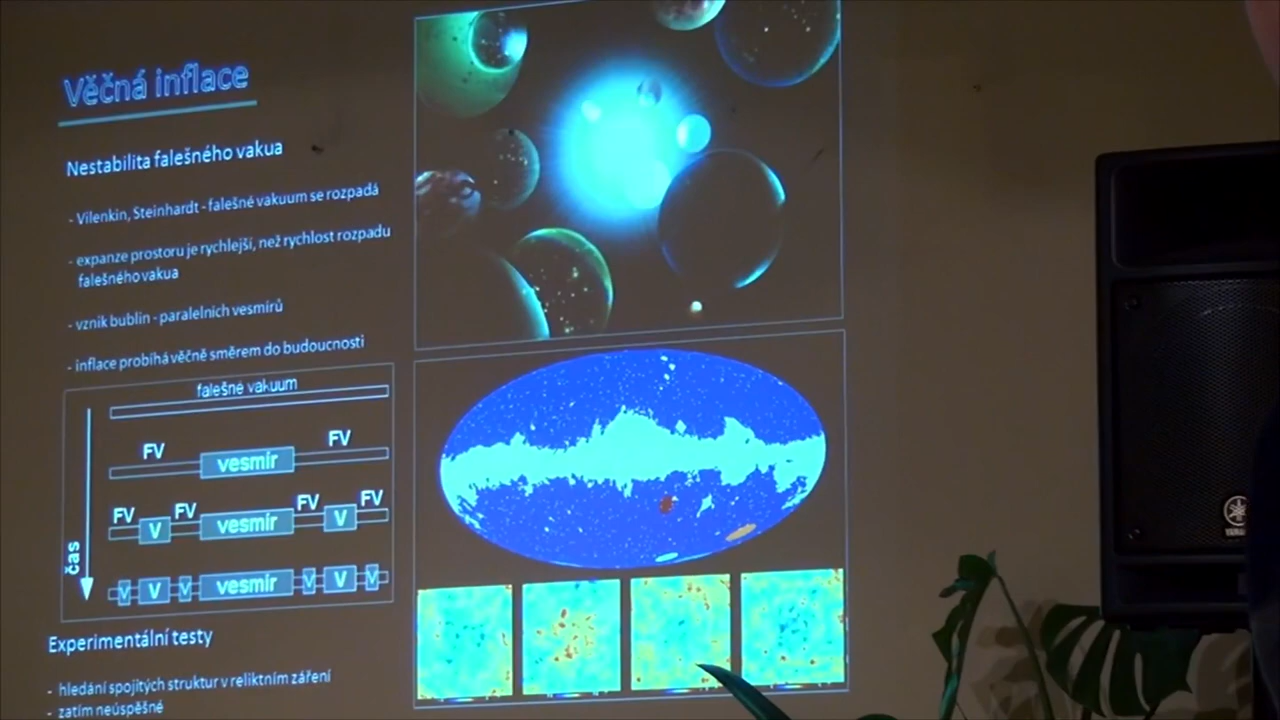 Věčná inflace
Nestabilita falešného vakua
- Vilenkin, Steinhardt - falešné vakuum se rozpadá
- expanze prostoru je rychlejší, než rychlost rozpadu
falešného vakua
- vznik bublin - paralelních vesmírů
- inflace probíhá věčně směrem do budoucnosti
falešné vakuum
FV FV
vesmír
FV FV FV FV
V vesmír V
V V V vesmír V V V
čas
Experimentální testy
- hledání spojitých struktur v reliktním záření
- zatím neúspěšné
YAMAHA